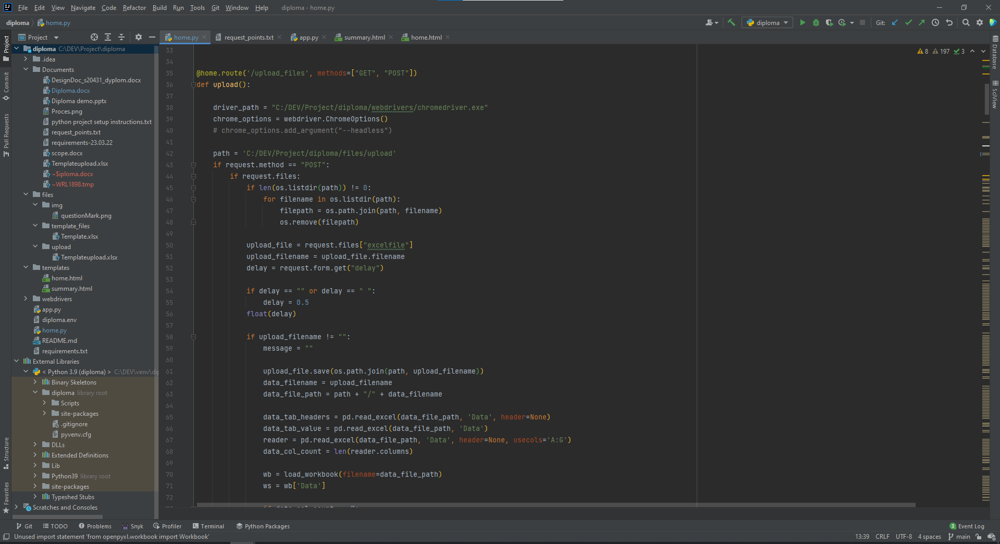 File Edit View Navigate Code Refactor Build Run Tools Git Window Help diploma - home.py
diploma home.py
diploma
Git:
Project
home.py request_points.txt app.py summary.html home.html
Project
Commit
Pull Requests
Structure
Favorites
Database
SciView
8 197 3
diploma C:\DEV\Project\diploma
.idea
Documents
DesignDoc_s20431_dyplom.docx
Diploma.docx
Diploma demo.pptx
Proces.png
python project setup instructions.txt
request_points.txt
requirements-23.03.22
scope.docx
Templateupload.xlsx
~$iploma.docx
~WRL1898.tmp
files
img
questionMark.png
template_files
Template.xlsx
upload
Templateupload.xlsx
templates
home.html
summary.html
webdrivers
app.py
diploma.env
home.py
README.md
requirements.txt
External Libraries
< Python 3.9 (diploma) > C:\DEV\venv\dip
Binary Skeletons
diploma library root
Scripts
site-packages
.gitignore
pyvenv.cfg
DLLs
Extended Definitions
Lib
Python39 library root
site-packages
Typeshed Stubs
Scratches and Consoles
33
34
35 @home.route('/upload_files', methods=["GET", "POST"])
36 def upload():
37
38 driver_path = "C:/DEV/Project/diploma/webdrivers/chromedriver.exe"
39 chrome_options = webdriver.ChromeOptions()
40 # chrome_options.add_argument("--headless")
41
42 path = 'C:/DEV/Project/diploma/files/upload'
43 if request.method == "POST":
44 if request.files:
45 if len(os.listdir(path)) != 0:
46 for filename in os.listdir(path):
47 filepath = os.path.join(path, filename)
48 os.remove(filepath)
49
50 upload_file = request.files["excelfile"]
51 upload_filename = upload_file.filename
52 delay = request.form.get("delay")
53
54 if delay == "" or delay == " ":
55 delay = 0.5
56 float(delay)
57
58 if upload_filename != "":
59 message = ""
60
61 upload_file.save(os.path.join(path, upload_filename))
62 data_filename = upload_filename
63 data_file_path = path + "/" + data_filename
64
65 data_tab_headers = pd.read_excel(data_file_path, 'Data', header=None)
66 data_tab_value = pd.read_excel(data_file_path, 'Data')
67 reader = pd.read_excel(data_file_path, 'Data', header=None, usecols='A:G')
68 data_col_count = len(reader.columns)
69
70 wb = load_workbook(filename=data_file_path)
71 ws = wb['Data']
72
Git TODO Problems Snyk Profiler Terminal Python Packages 3 Event Log
Unused import statement 'from openpyxl.workbook import Workbook' 13:39 CRLF UTF-8 4 spaces main